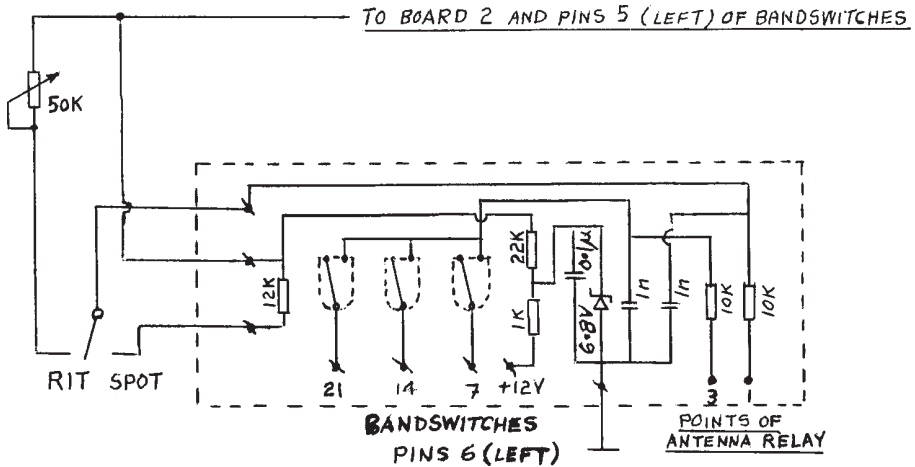 TO BOARD 2 AND PINS 5 (LEFT) OF BANDSWITCHES
50K
12K
22K
0.1µ
1K
6.8V
1n
1n
10K
10K
RIT SPOT
21
14
7
+12V
3
BANDSWITCHES
PINS 6 (LEFT)
POINTS OF
ANTENNA RELAY